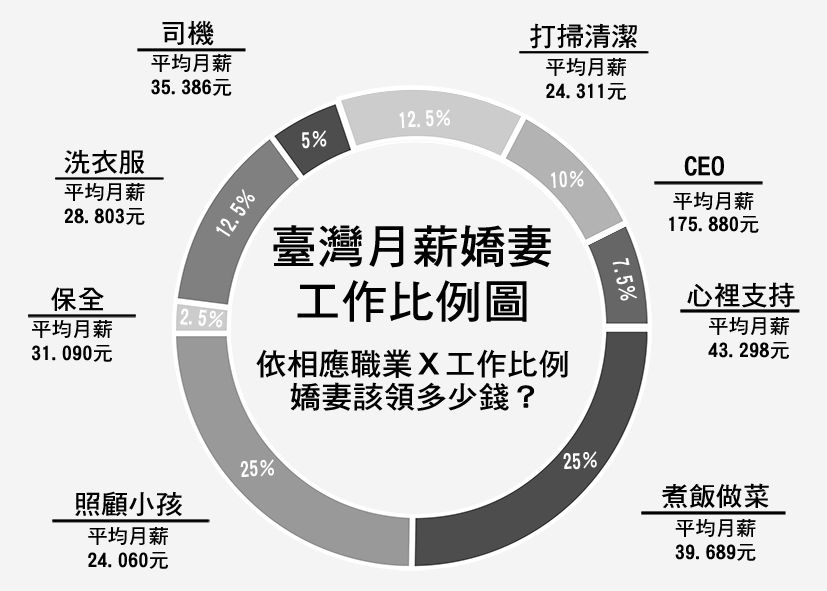 臺灣月薪嬌妻
工作比例圖
依相應職業X工作比例
嬌妻該領多少錢？
打掃清潔
平均月薪
24.311元
12.5%
CEO
平均月薪
175.880元
10%
心裡支持
平均月薪
43.298元
7.5%
煮飯做菜
平均月薪
39.689元
25%
照顧小孩
平均月薪
24.060元
25%
保全
平均月薪
31.090元
2.5%
洗衣服
平均月薪
28.803元
12.5%
司機
平均月薪
35.386元
5%